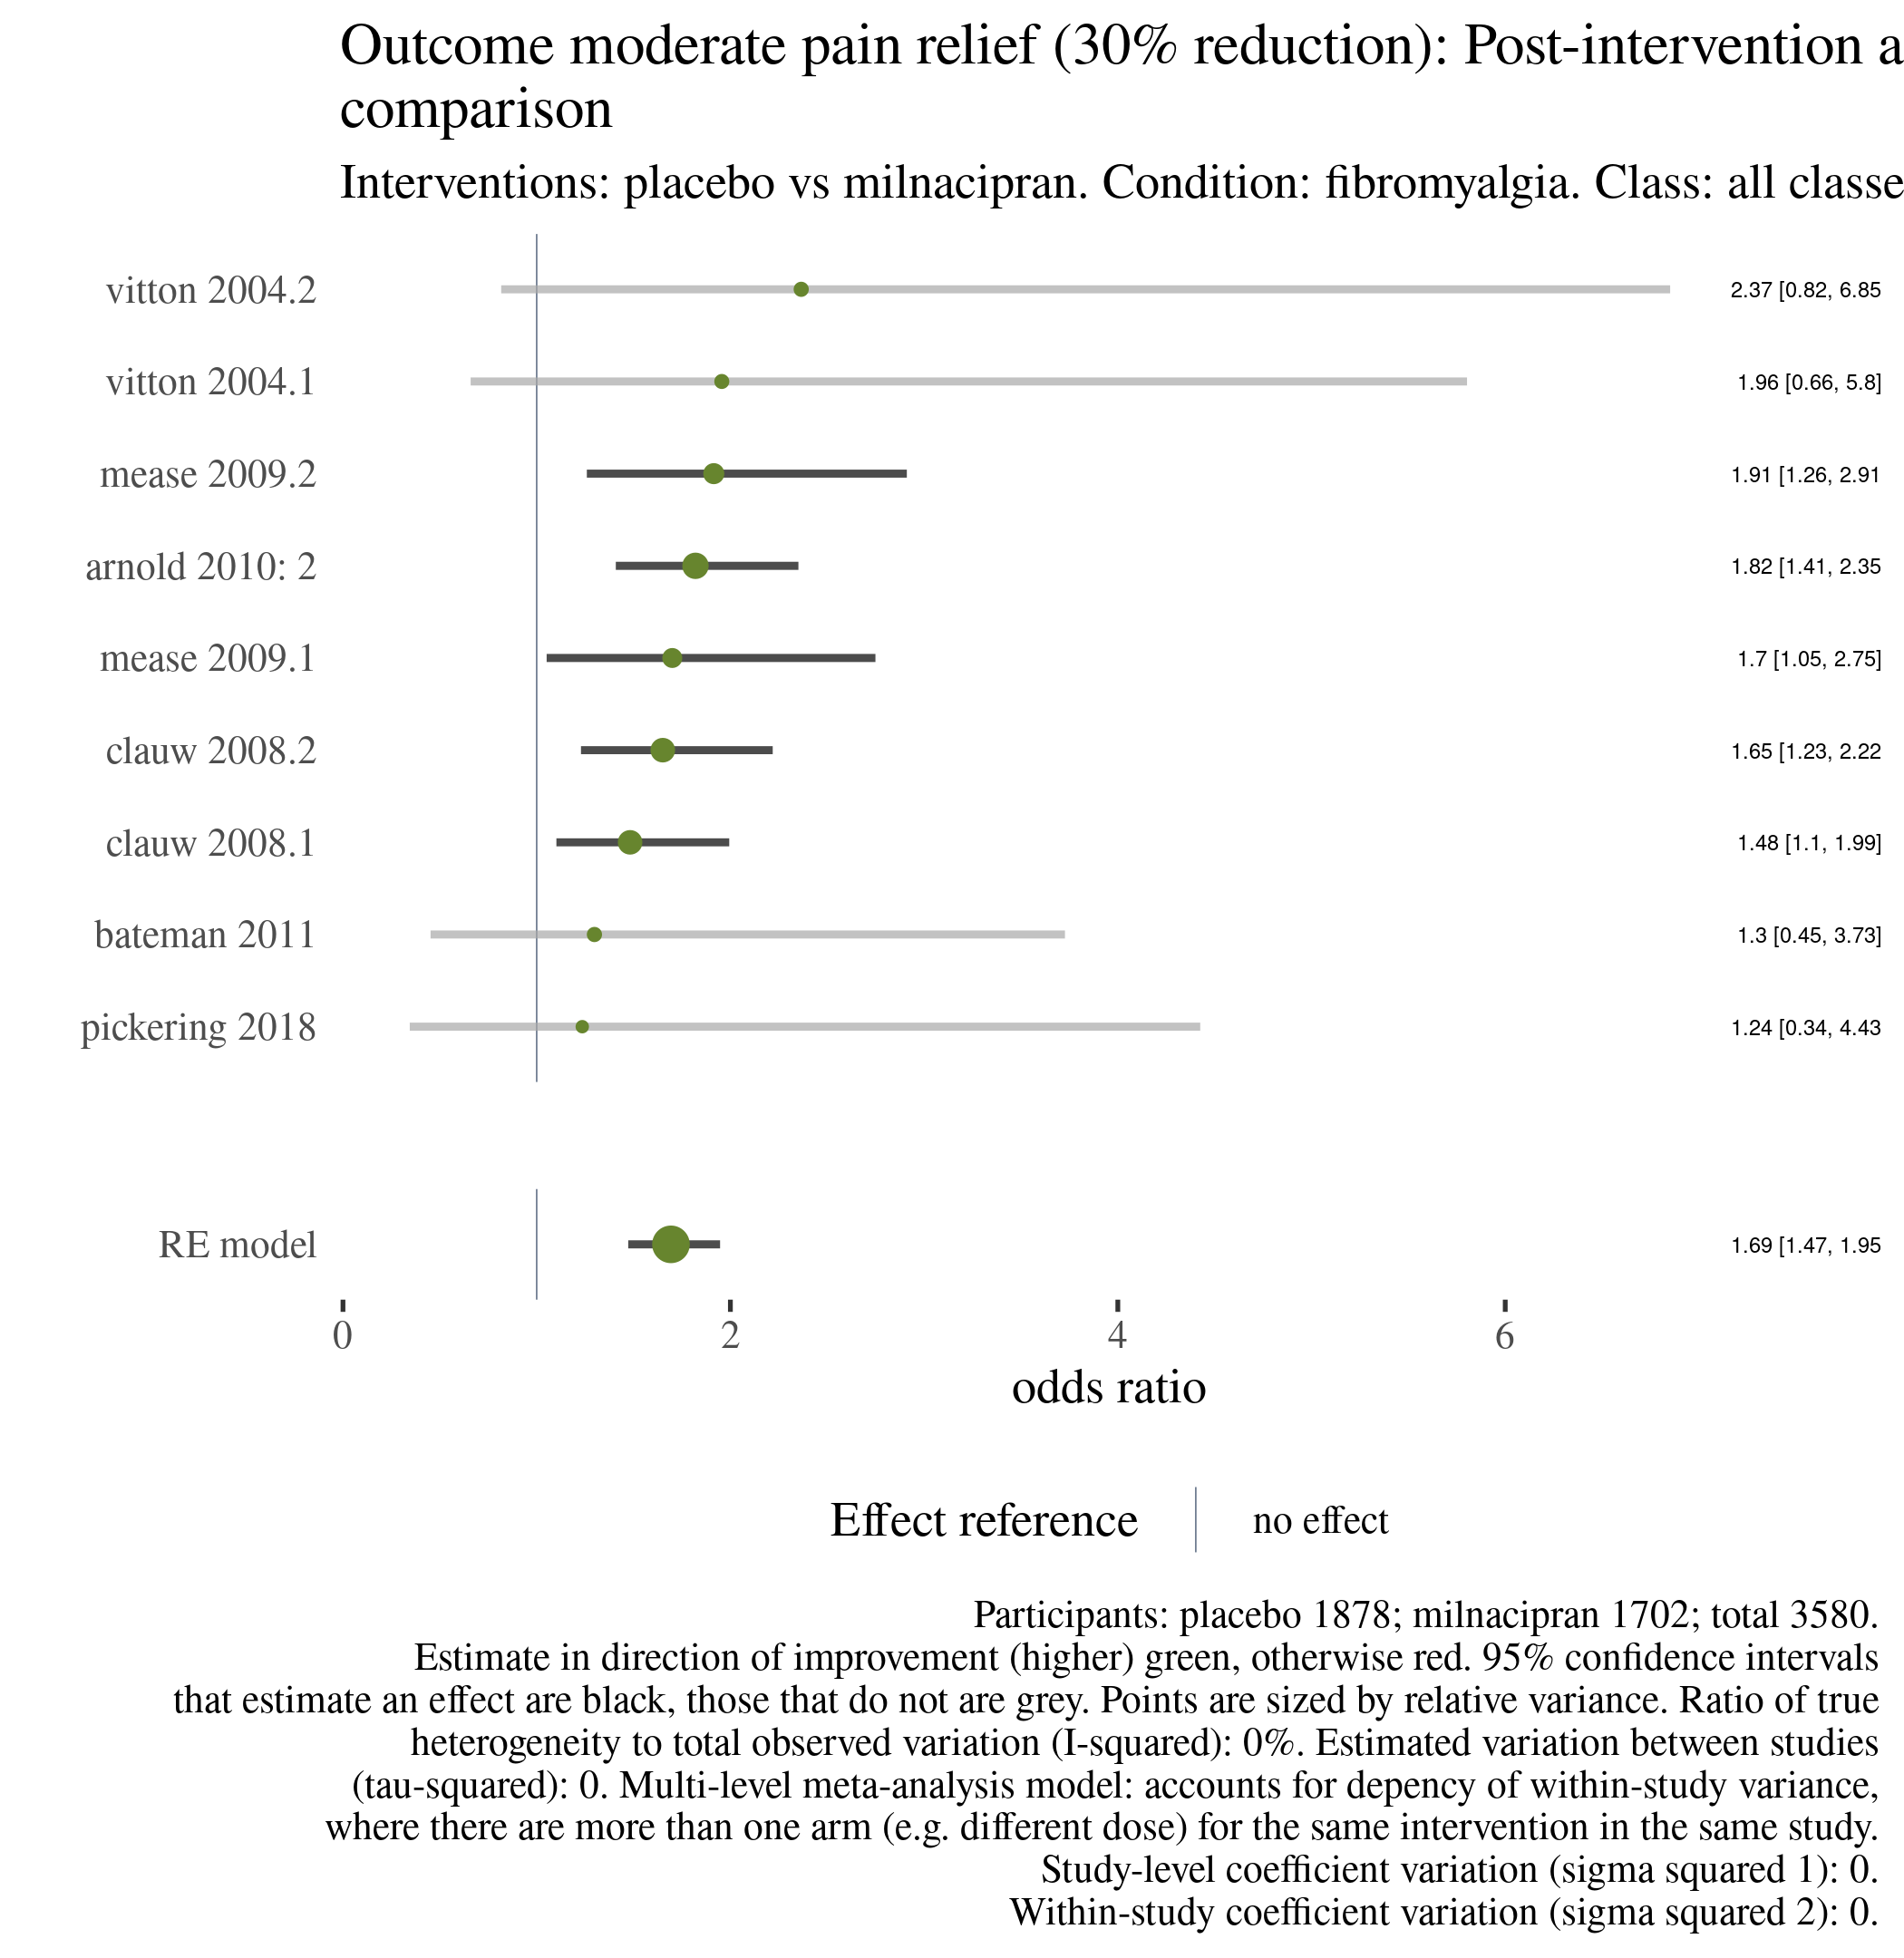 Outcome moderate pain relief (30% reduction): Post-intervention a
comparison
Interventions: placebo vs milnacipran. Condition: fibromyalgia. Class: all classe
vitton 2004.2 2.37 [0.82, 6.85
vitton 2004.1 1.96 [0.66, 5.8]
mease 2009.2 1.91 [1.26, 2.91
arnold 2010: 2 1.82 [1.41, 2.35
mease 2009.1 1.7 [1.05, 2.75]
clauw 2008.2 1.65 [1.23, 2.22
clauw 2008.1 1.48 [1.1, 1.99]
bateman 2011 1.3 [0.45, 3.73]
pickering 2018 1.24 [0.34, 4.43
RE model 1.69 [1.47, 1.95
0 2 4 6
odds ratio
Effect reference no effect
Participants: placebo 1878; milnacipran 1702; total 3580.
Estimate in direction of improvement (higher) green, otherwise red. 95% confidence intervals
that estimate an effect are black, those that do not are grey. Points are sized by relative variance. Ratio of true
heterogeneity to total observed variation (I-squared): 0%. Estimated variation between studies
(tau-squared): 0. Multi-level meta-analysis model: accounts for depency of within-study variance,
where there are more than one arm (e.g. different dose) for the same intervention in the same study.
Study-level coefficient variation (sigma squared 1): 0.
Within-study coefficient variation (sigma squared 2): 0.